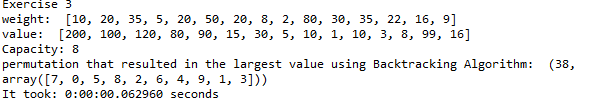 Exercise 3
weight:  [10, 20, 35, 5, 20, 50, 20, 8, 2, 80, 30, 35, 22, 16, 9]
value:  [200, 100, 120, 80, 90, 15, 30, 5, 10, 1, 10, 3, 8, 99, 16]
Capacity: 8
permutation that resulted in the largest value using Backtracking Algorithm:  (38,
array([7, 0, 5, 8, 2, 6, 4, 9, 1, 3]))
It took: 0:00:00.062960 seconds